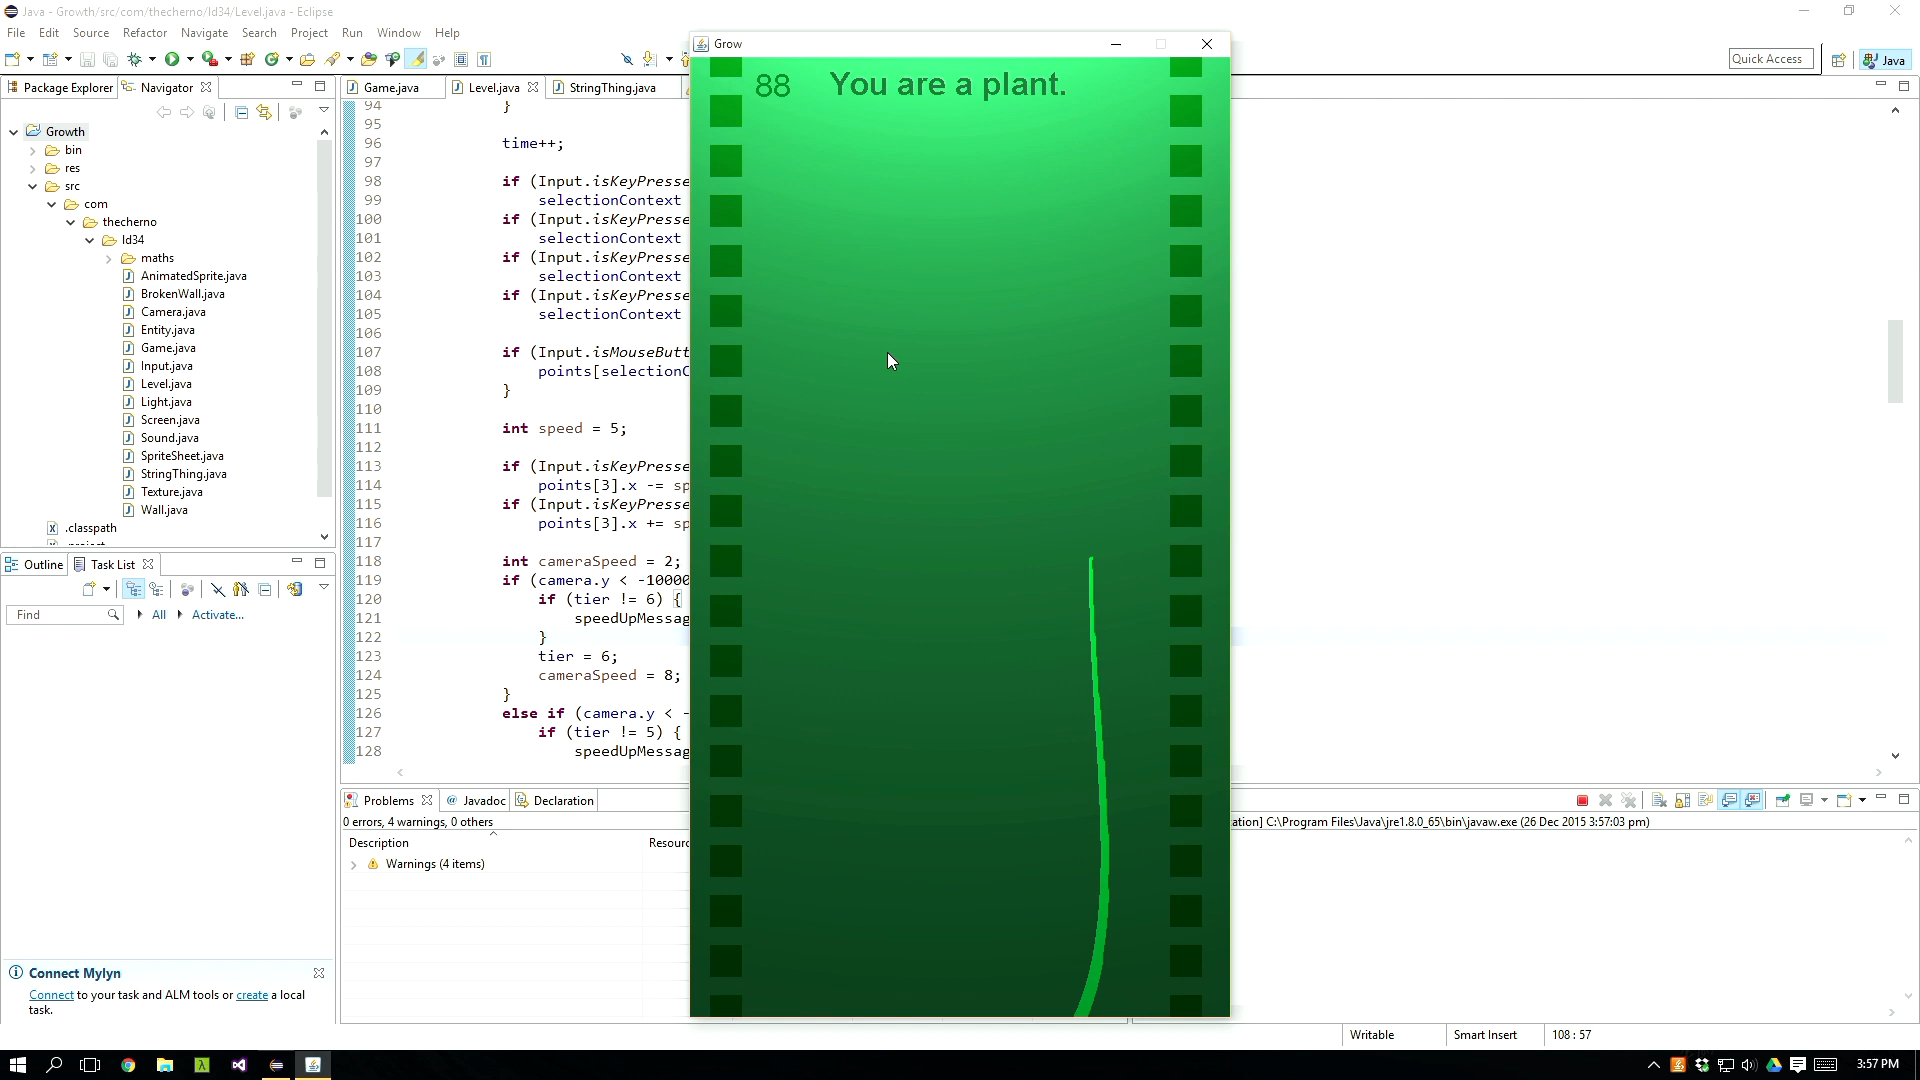 Java - Growth/src/com/thecherno/ld34/Level.java - Eclipse
File Edit Source Refactor Navigate Search Project Run Window Help
Quick Access
Java
Package Explorer
Navigator
Growth
bin
res
src
com
thecherno
ld34
maths
AnimatedSprite.java
BrokenWall.java
Camera.java
Entity.java
Game.java
Input.java
Level.java
Light.java
Screen.java
Sound.java
SpriteSheet.java
StringThing.java
Texture.java
Wall.java
.classpath
Outline
Task List
Find
All
Activate...
Connect Mylyn
Connect to your task and ALM tools or create a local
task.
Game.java
Level.java
StringThing.java
94 }
95
96 time++;
97
98 if (Input.isKeyPresse
99 selectionContext
100 if (Input.isKeyPresse
101 selectionContext
102 if (Input.isKeyPresse
103 selectionContext
104 if (Input.isKeyPresse
105 selectionContext
106
107 if (Input.isMouseButt
108 points[selectionC
109 }
110
111 int speed = 5;
112
113 if (Input.isKeyPresse
114 points[3].x -= sp
115 if (Input.isKeyPresse
116 points[3].x += sp
117
118 int cameraSpeed = 2;
119 if (camera.y < -10000
120 if (tier != 6) {
121 speedUpMessag
122 }
123 tier = 6;
124 cameraSpeed = 8;
125 }
126 else if (camera.y < -
127 if (tier != 5) {
128 speedUpMessag
Grow
88 You are a plant.
Problems
Javadoc
Declaration
0 errors, 4 warnings, 0 others
Description
Resourc
Warnings (4 items)
ation] C:\Program Files\Java\jre1.8.0_65\bin\javaw.exe (26 Dec 2015 3:57:03 pm)
Writable
Smart Insert
108 : 57
3:57 PM